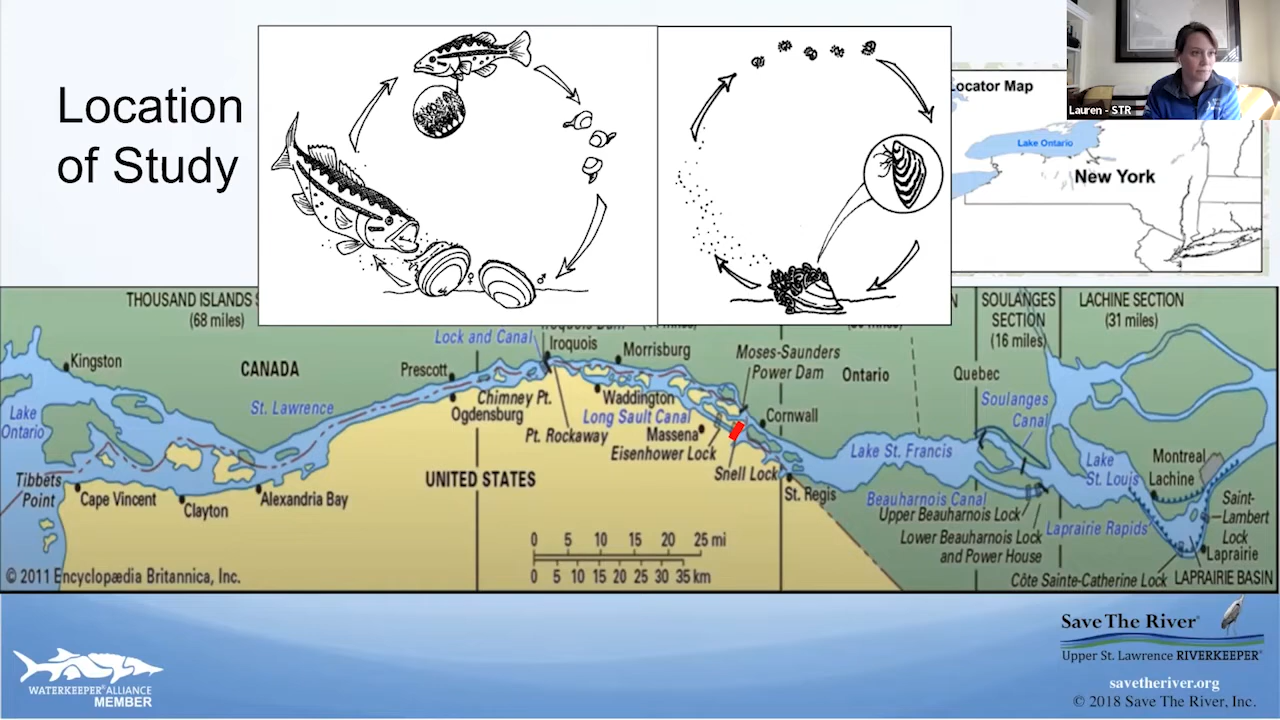 Location
of Study
Lauren - STR
Locator Map
Lake Ontario
New York
THOUSAND ISLANDS
(68 miles)
SOULANGES
SECTION
(16 miles)
LACHINE SECTION
(31 miles)
Lock and Canal
Iroquois Dam
Iroquois
Kingston
CANADA
Prescott
Morrisburg
Moses-Saunders
Power Dam
Ontario
Quebec
Lake
Ontario
St. Lawrence
Chimney Pt.
Ogdensburg
Waddington
Long Sault Canal
Cornwall
Soulanges
Canal
Pt. Rockaway
Massena
Eisenhower Lock
Snell Lock
Lake St. Francis
Lake
St. Louis
Montreal
Lachine
Tibbets
Point
Cape Vincent
Clayton
Alexandria Bay
UNITED STATES
St. Regis
Beauharnois Canal
Upper Beauharnois Lock
Lower Beauharnois Lock
and Power House
Laprairie Rapids
Saint-
Lambert
Lock
Laprairie
0 5 10 15 20 25 mi
0 5 10 15 20 25 30 35 km
© 2011 Encyclopædia Britannica, Inc.
Côte Sainte-Catherine Lock
LAPRAIRIE BASIN
WATERKEEPER® ALLIANCE
MEMBER
Save The River®
Upper St. Lawrence RIVERKEEPER®
savetheriver.org
© 2018 Save The River, Inc.